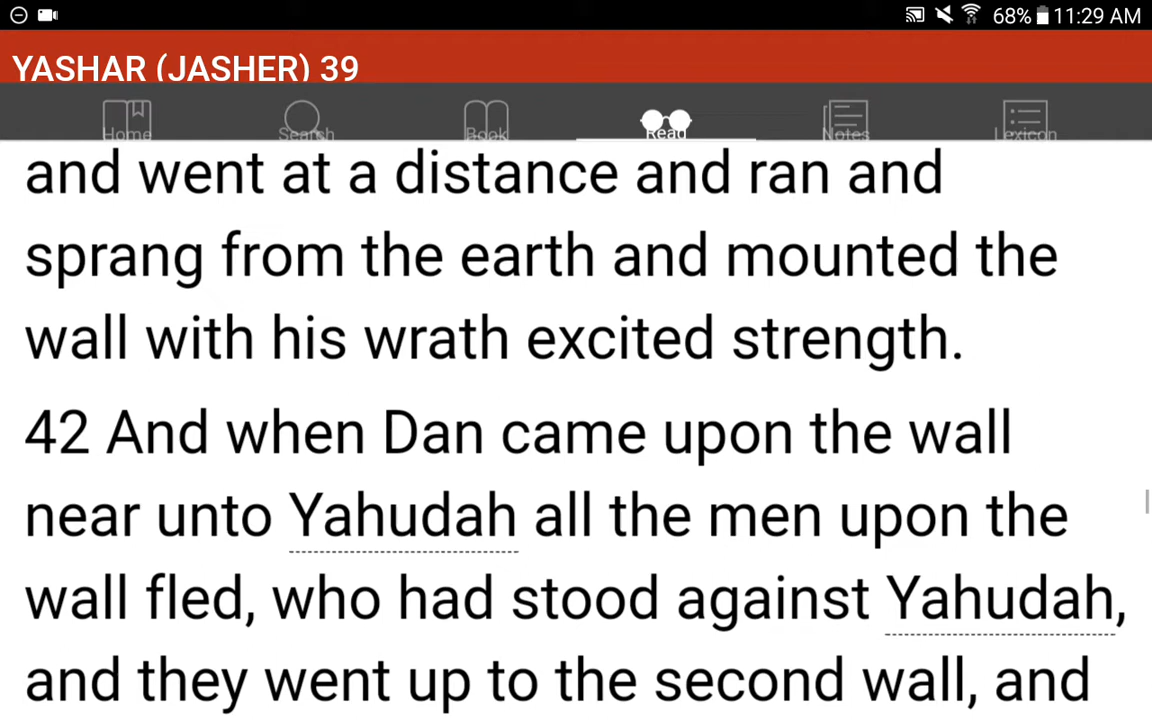 68% 11:29 AM
YASHAR (JASHER) 39
Home Search Book Read Notes Lexicon
and went at a distance and ran and
sprang from the earth and mounted the
wall with his wrath excited strength.
42 And when Dan came upon the wall
near unto Yahudah all the men upon the
wall fled, who had stood against Yahudah,
and they went up to the second wall, and